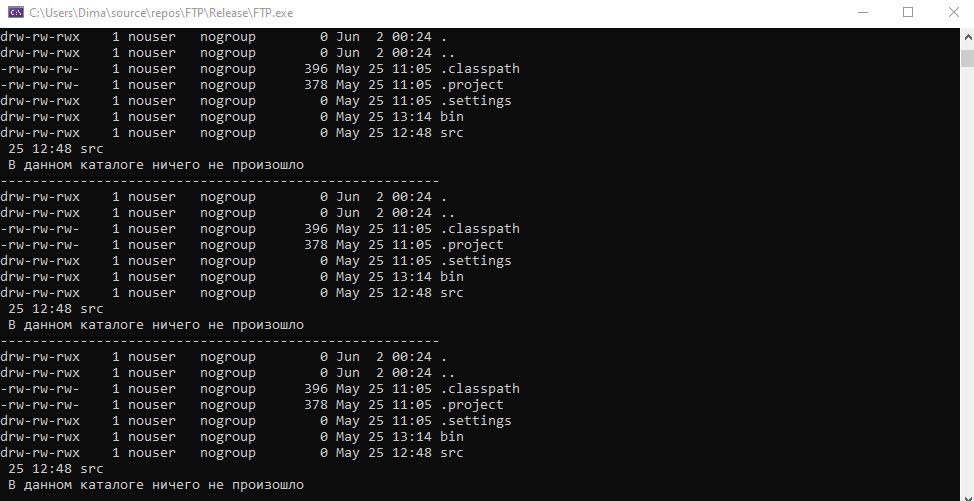 C:\Users\Dima\source\repos\FTP\Release\FTP.exe
drw-rw-rwx    1 nouser   nogroup        0 Jun  2 00:24 .
drw-rw-rwx    1 nouser   nogroup        0 Jun  2 00:24 ..
-rw-rw-rw-    1 nouser   nogroup      396 May 25 11:05 .classpath
-rw-rw-rw-    1 nouser   nogroup      378 May 25 11:05 .project
drw-rw-rwx    1 nouser   nogroup        0 May 25 11:05 .settings
drw-rw-rwx    1 nouser   nogroup        0 May 25 13:14 bin
drw-rw-rwx    1 nouser   nogroup        0 May 25 12:48 src
 25 12:48 src
 В данном каталоге ничего не произошло
-------------------------------------------------------
drw-rw-rwx    1 nouser   nogroup        0 Jun  2 00:24 .
drw-rw-rwx    1 nouser   nogroup        0 Jun  2 00:24 ..
-rw-rw-rw-    1 nouser   nogroup      396 May 25 11:05 .classpath
-rw-rw-rw-    1 nouser   nogroup      378 May 25 11:05 .project
drw-rw-rwx    1 nouser   nogroup        0 May 25 11:05 .settings
drw-rw-rwx    1 nouser   nogroup        0 May 25 13:14 bin
drw-rw-rwx    1 nouser   nogroup        0 May 25 12:48 src
 25 12:48 src
 В данном каталоге ничего не произошло
-------------------------------------------------------
drw-rw-rwx    1 nouser   nogroup        0 Jun  2 00:24 .
drw-rw-rwx    1 nouser   nogroup        0 Jun  2 00:24 ..
-rw-rw-rw-    1 nouser   nogroup      396 May 25 11:05 .classpath
-rw-rw-rw-    1 nouser   nogroup      378 May 25 11:05 .project
drw-rw-rwx    1 nouser   nogroup        0 May 25 11:05 .settings
drw-rw-rwx    1 nouser   nogroup        0 May 25 13:14 bin
drw-rw-rwx    1 nouser   nogroup        0 May 25 12:48 src
 25 12:48 src
 В данном каталоге ничего не произошло